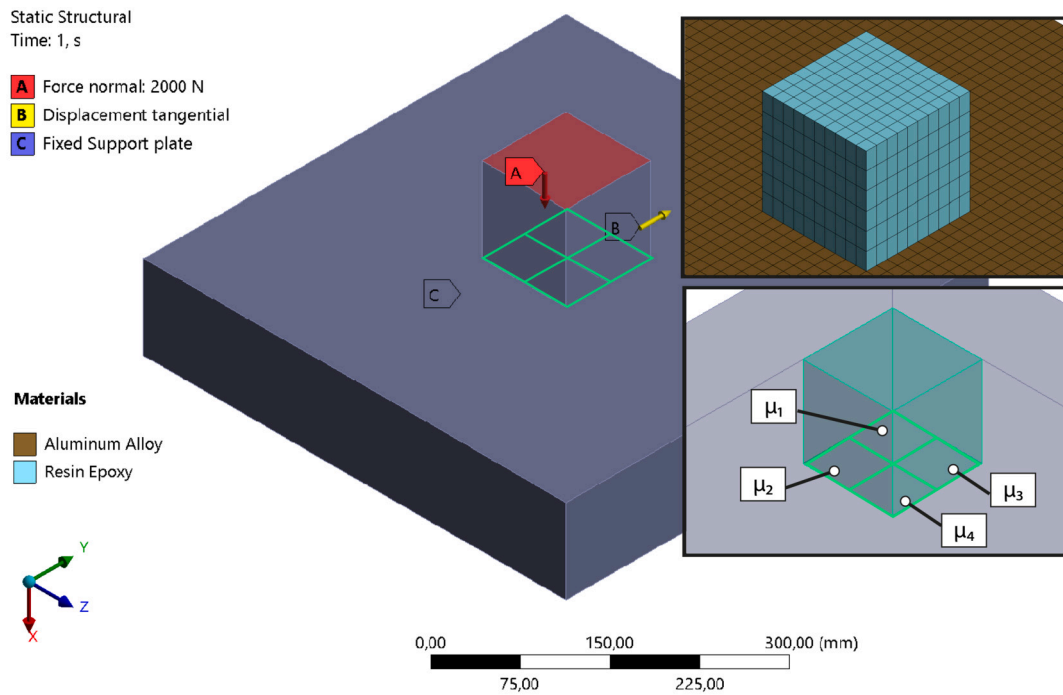 Static Structural
Time: 1, s
A Force normal: 2000 N
B Displacement tangential
C Fixed Support plate
A
B
C
μ₁
μ₂
μ₃
μ₄
Materials
Aluminum Alloy
Resin Epoxy
Y
Z
X
0,00 150,00 300,00 (mm)
75,00 225,00